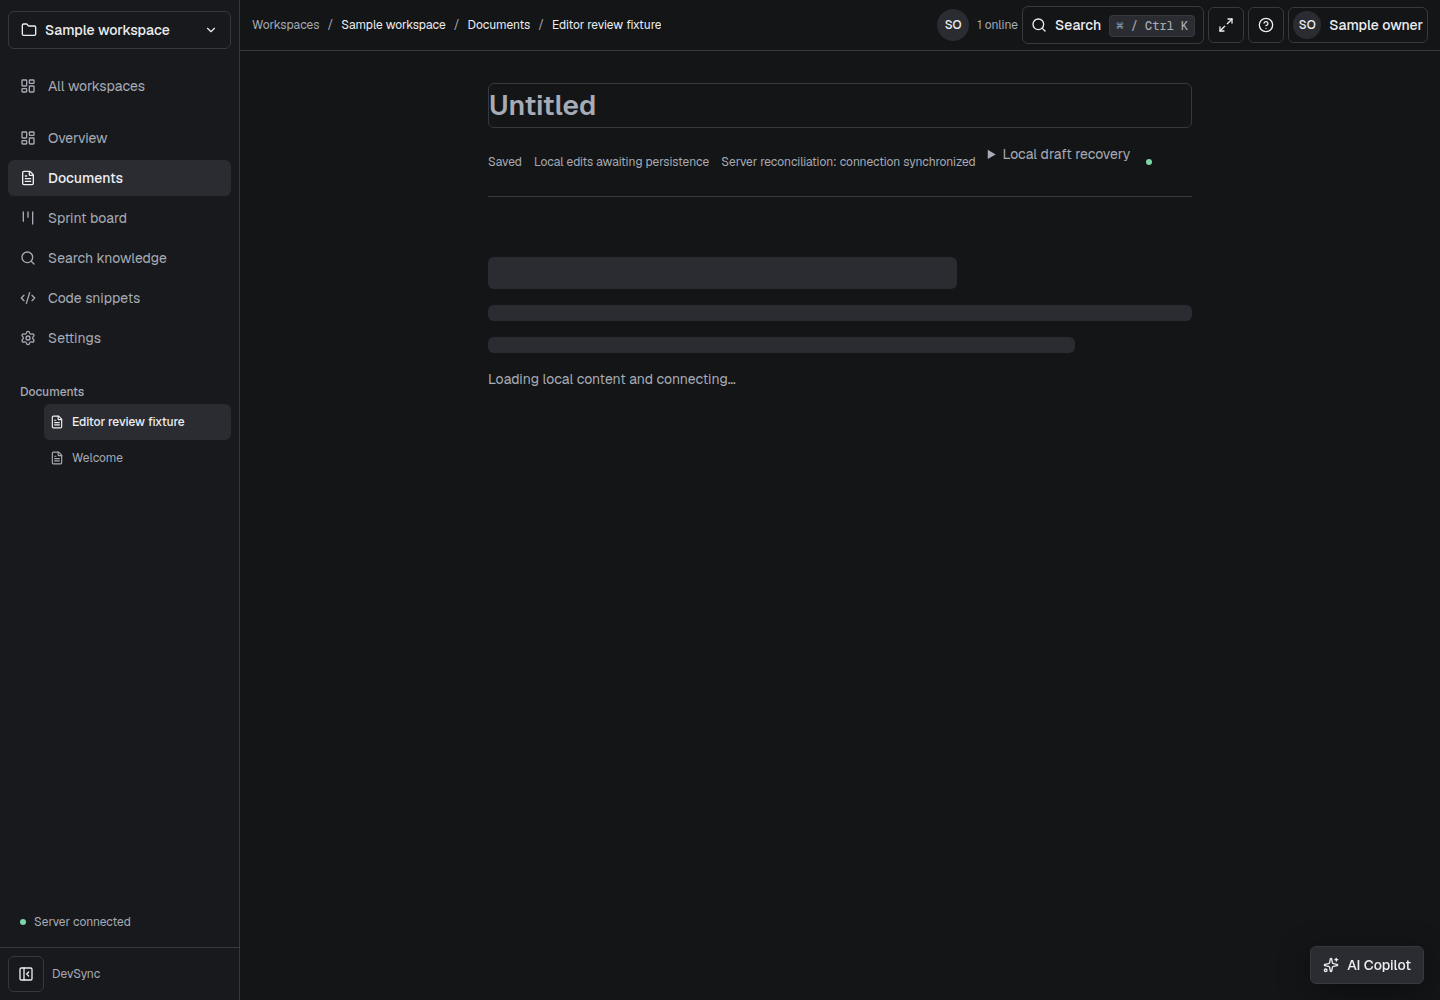 Sample workspace
All workspaces
Overview
Documents
Sprint board
Search knowledge
Code snippets
Settings
Documents
Editor review fixture
Welcome
Server connected
DevSync
Workspaces / Sample workspace / Documents / Editor review fixture
SO 1 online Search ⌘ / Ctrl K SO Sample owner
Untitled
Saved Local edits awaiting persistence Server reconciliation: connection synchronized ▶ Local draft recovery
Loading local content and connecting…
AI Copilot